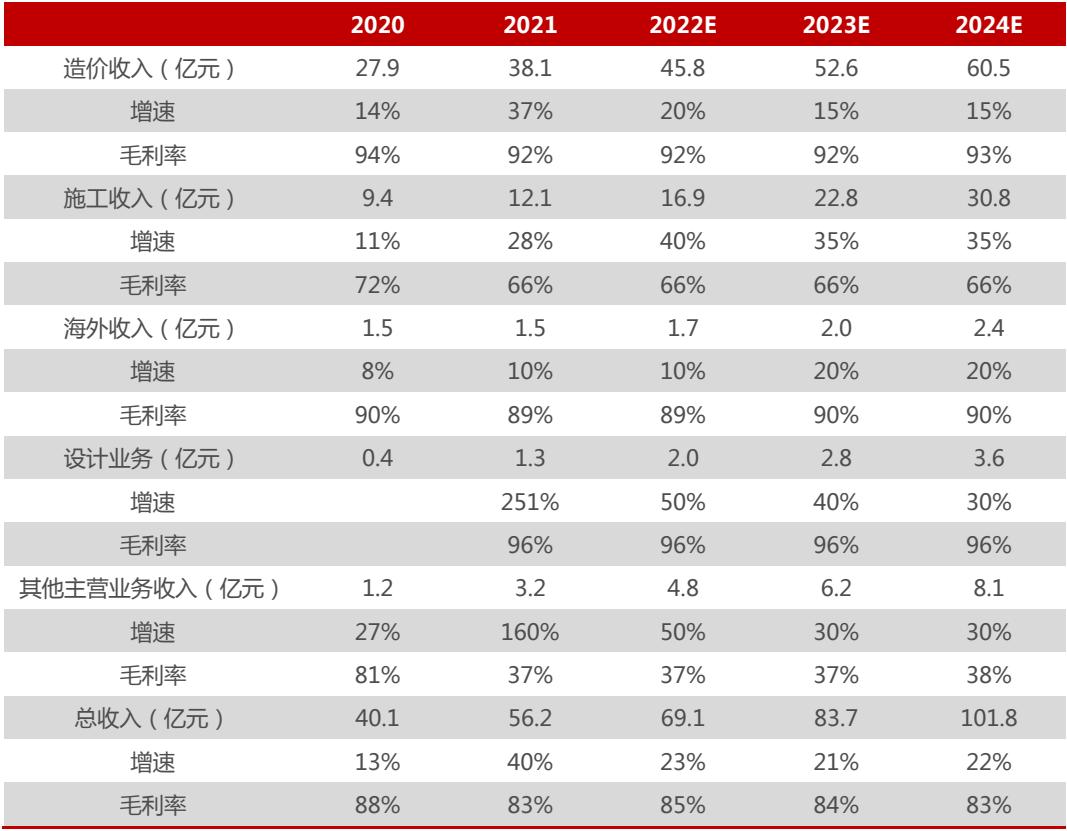 2020 2021 2022E 2023E 2024E
造价收入（亿元） 27.9 38.1 45.8 52.6 60.5
增速 14% 37% 20% 15% 15%
毛利率 94% 92% 92% 92% 93%
施工收入（亿元） 9.4 12.1 16.9 22.8 30.8
增速 11% 28% 40% 35% 35%
毛利率 72% 66% 66% 66% 66%
海外收入（亿元） 1.5 1.5 1.7 2.0 2.4
增速 8% 10% 10% 20% 20%
毛利率 90% 89% 89% 90% 90%
设计业务（亿元） 0.4 1.3 2.0 2.8 3.6
增速 251% 50% 40% 30%
毛利率 96% 96% 96% 96%
其他主营业务收入（亿元） 1.2 3.2 4.8 6.2 8.1
增速 27% 160% 50% 30% 30%
毛利率 81% 37% 37% 37% 38%
总收入（亿元） 40.1 56.2 69.1 83.7 101.8
增速 13% 40% 23% 21% 22%
毛利率 88% 83% 85% 84% 83%